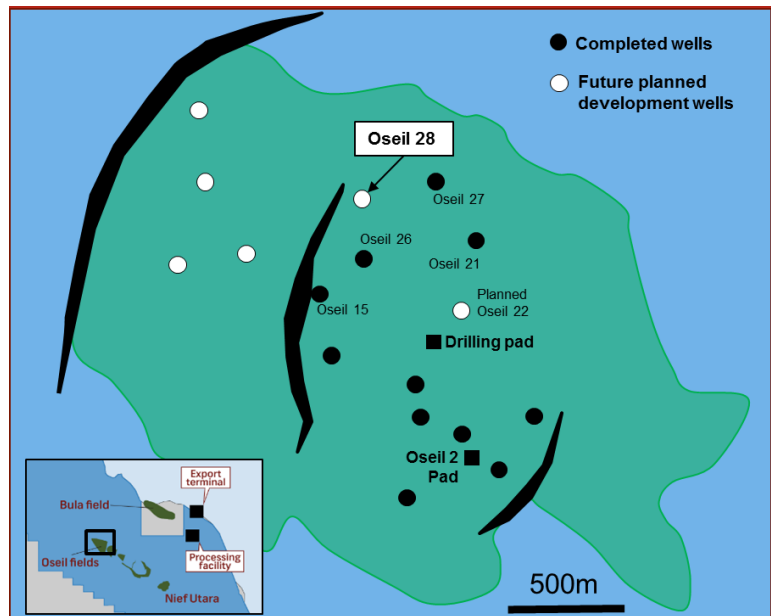 Completed wells
Future planned
development wells
Oseil 28
Oseil 27
Oseil 26
Oseil 21
Planned
Oseil 22
Oseil 15
Drilling pad
Oseil 2
Pad
500m
Export
terminal
Bula field
Processing
facility
Oseil fields
Nief Utara